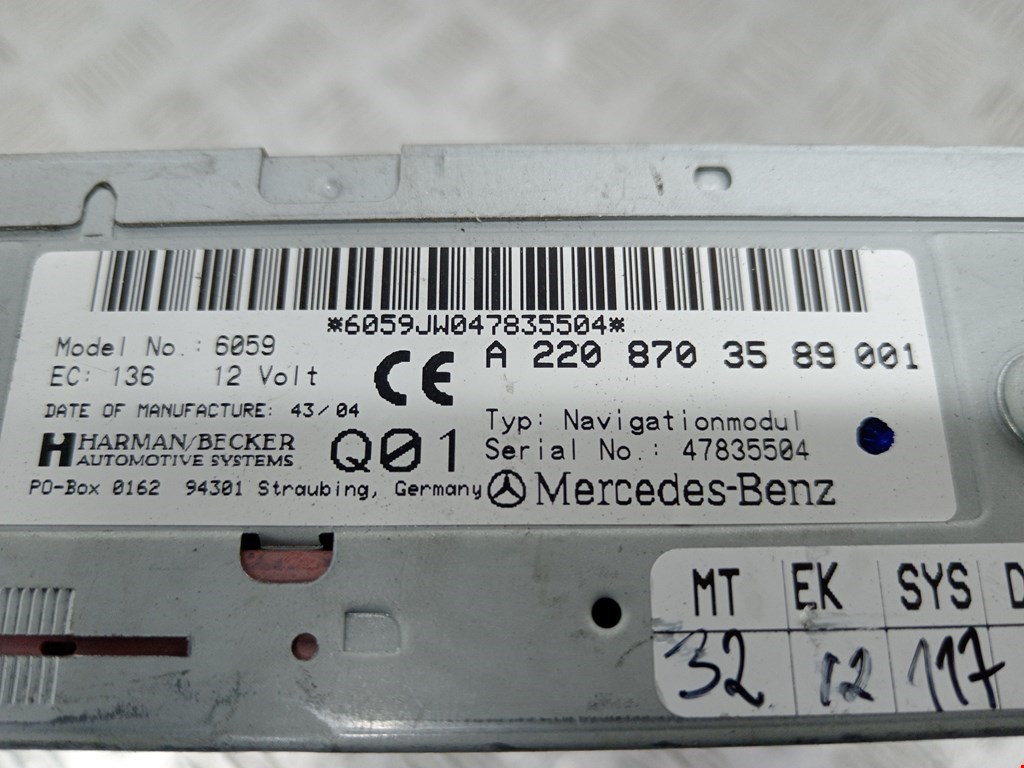 *6059JW047835504*
Model No.: 6059
A 220 870 35 89 001
EC: 136 12 Volt
CE
DATE OF MANUFACTURE: 43/04
Typ: Navigationmodul
HARMAN/BECKER
AUTOMOTIVE SYSTEMS
Q01
Serial No.: 47835504
PO-Box 0162 94301 Straubing, Germany
Mercedes-Benz
MT EK SYS
32 12 117